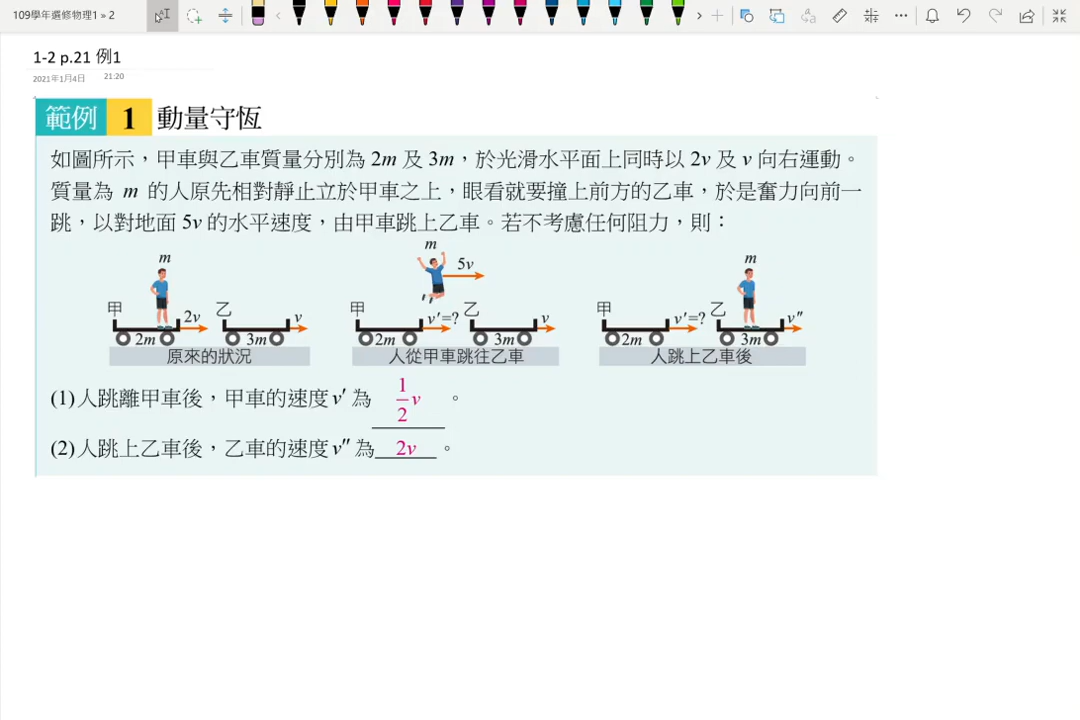 109學年選修物理1 » 2
1-2 p.21 例1
2021年1月4日 21:20
範例 1 動量守恆
如圖所示，甲車與乙車質量分別為 2m 及 3m，於光滑水平面上同時以 2v 及 v 向右運動。
質量為 m 的人原先相對靜止立於甲車之上，眼看就要撞上前方的乙車，於是奮力向前一
跳，以對地面 5v 的水平速度，由甲車跳上乙車。若不考慮任何阻力，則：
m
甲 2v 乙 v
2m 3m
原來的狀況
m
5v
甲 v′=? 乙 v
2m 3m
人從甲車跳往乙車
m
甲 v′=? 乙 v″
2m 3m
人跳上乙車後
(1)人跳離甲車後，甲車的速度 v′ 為 1/2 v 。
(2)人跳上乙車後，乙車的速度 v″ 為 2v 。